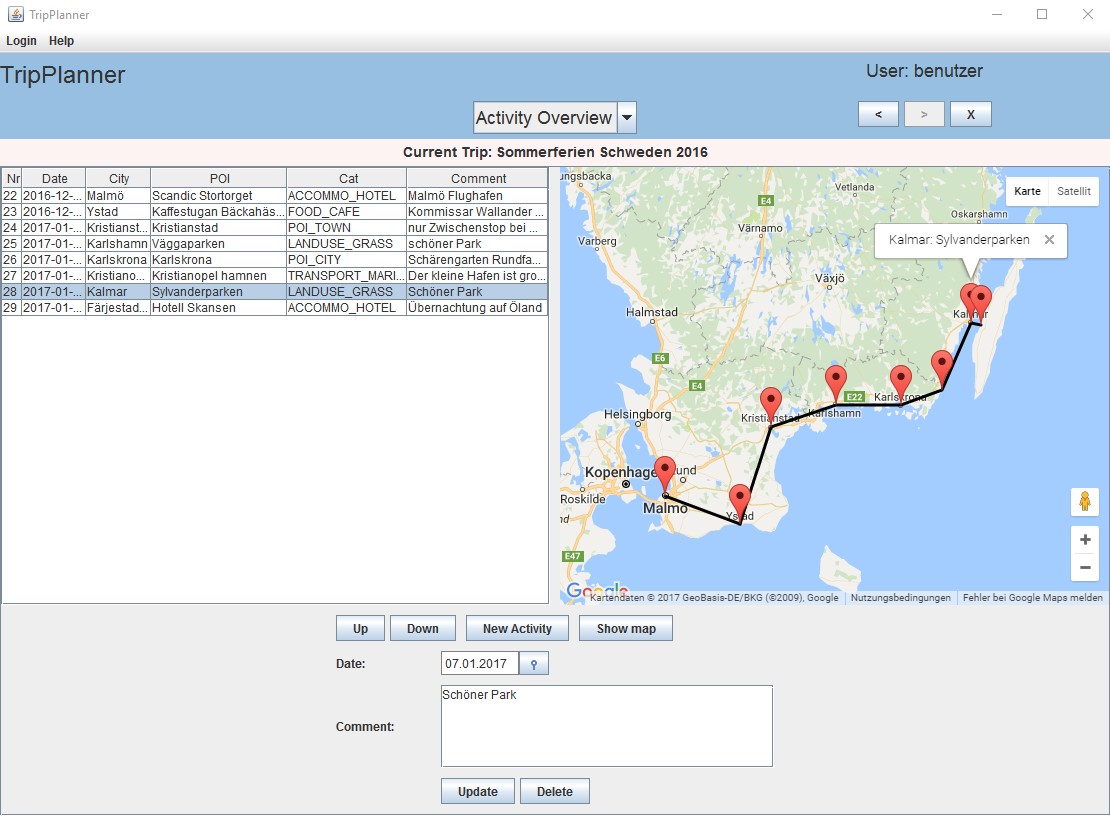 TripPlanner
Login Help
TripPlanner
User: benutzer
Activity Overview
< > X
Current Trip: Sommerferien Schweden 2016
Nr Date City POI Cat Comment
22 2016-12-... Malmö Scandic Stortorget ACCOMMO_HOTEL Malmö Flughafen
23 2016-12-... Ystad Kaffestugan Bäckahäs... FOOD_CAFE Kommissar Wallander ...
24 2017-01-... Kristianst... Kristianstad POI_TOWN nur Zwischenstop bei ...
25 2017-01-... Karlshamn Väggaparken LANDUSE_GRASS schöner Park
26 2017-01-... Karlskrona Karlskrona POI_CITY Schärengarten Rundfa...
27 2017-01-... Kristiano... Kristianopel hamnen TRANSPORT_MARI... Der kleine Hafen ist gro...
28 2017-01-... Kalmar Sylvanderparken LANDUSE_GRASS Schöner Park
29 2017-01-... Färjestad... Hotell Skansen ACCOMMO_HOTEL Übernachtung auf Öland
ungsbacka
Vetlanda
Karte Satellit
E4
Oskarshamn
Värnamo
Varberg
Kalmar: Sylvanderparken ×
Växjö
Halmstad
Kalmar
E6
E4
E22
Karlskrona
Helsingborg
Kristianstad
Karlshamn
Kopenhage
und
Roskilde
Malmö
Ystad
nd
E47
+
−
Google
Kartendaten © 2017 GeoBasis-DE/BKG (©2009), Google Nutzungsbedingungen Fehler bei Google Maps melden
Up Down New Activity Show map
Date: 07.01.2017
Comment: Schöner Park
Update Delete